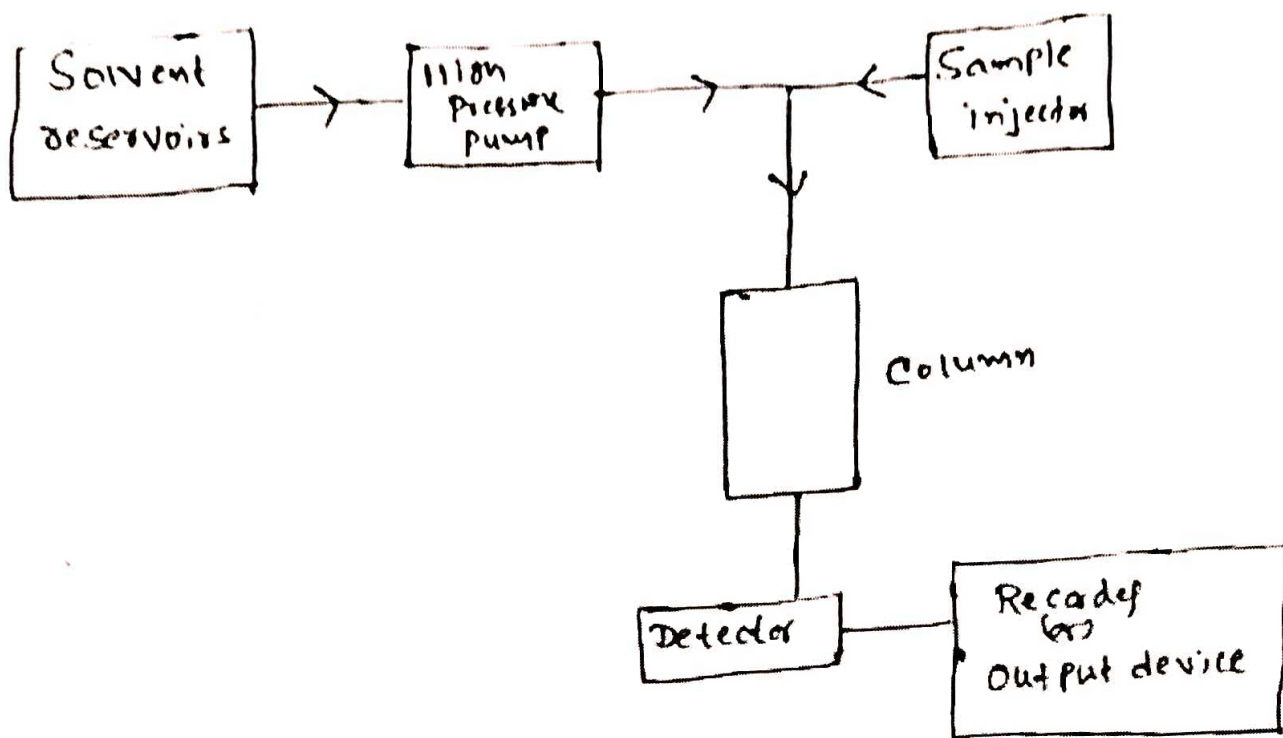 Solvent
reservoirs
High
pressure
pump
Sample
injector
Column
Detector
Recorder
(or)
Output device